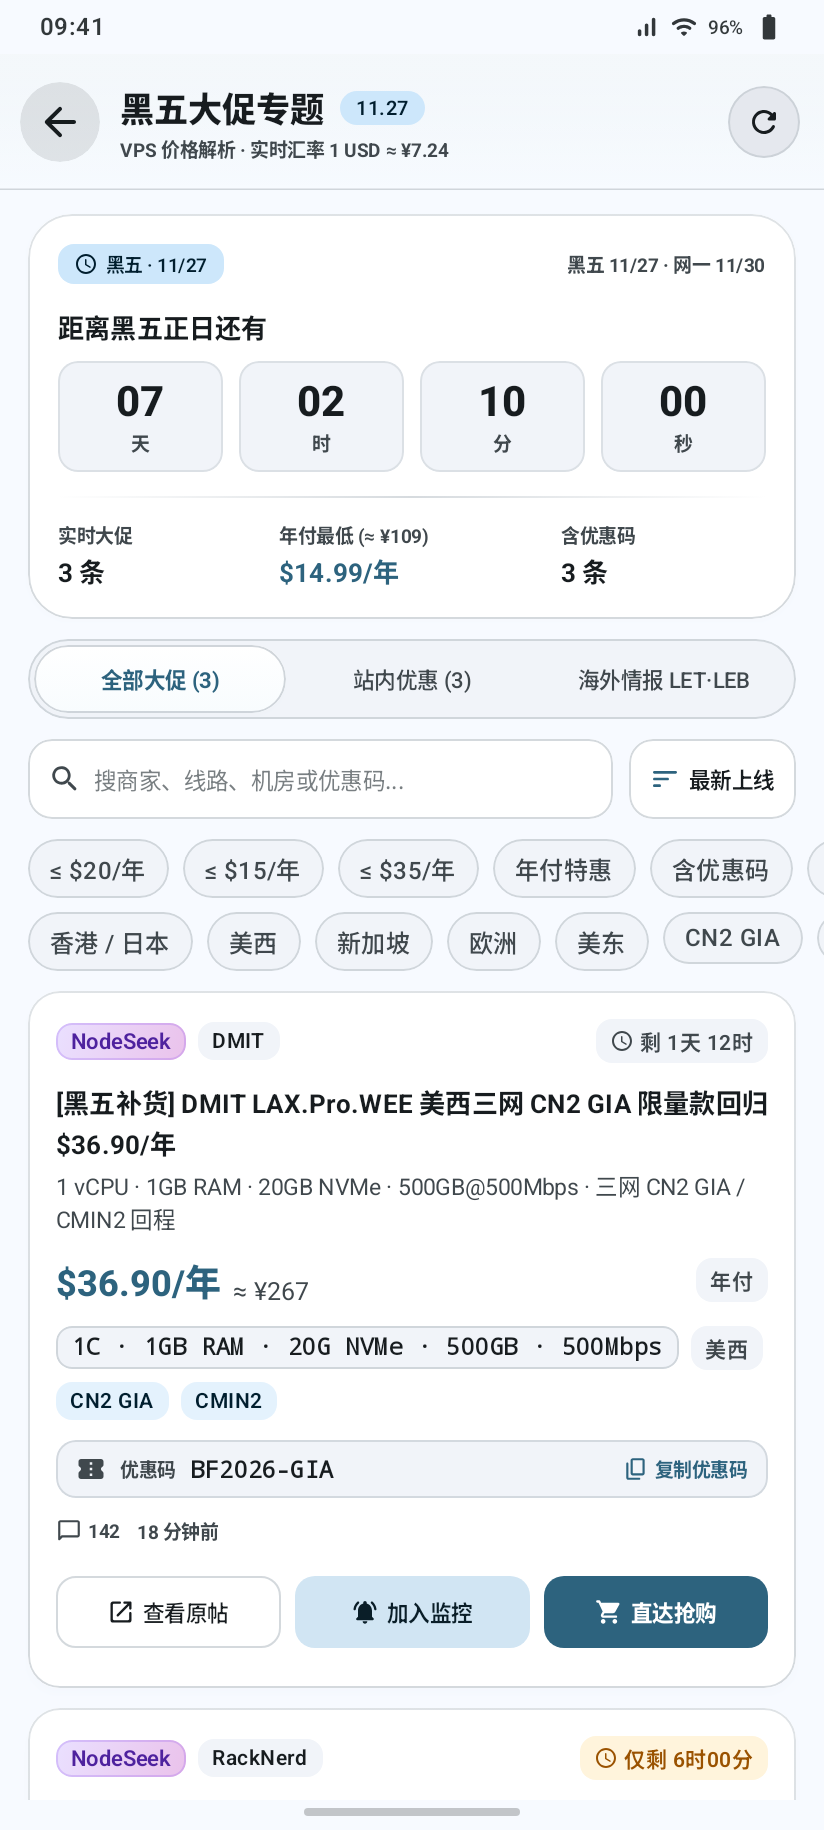 09:41
96%
黑五大促专题
11.27
VPS 价格解析 · 实时汇率 1 USD ≈ ¥7.24
黑五 · 11/27
黑五 11/27 · 网一 11/30
距离黑五正日还有
07
02
10
00
天
时
分
秒
实时大促
年付最低 (≈ ¥109)
含优惠码
3 条
$14.99/年
3 条
全部大促 (3)
站内优惠 (3)
海外情报 LET·LEB
搜商家、线路、机房或优惠码...
最新上线
≤ $20/年
≤ $15/年
≤ $35/年
年付特惠
含优惠码
香港 / 日本
美西
新加坡
欧洲
美东
CN2 GIA
NodeSeek
DMIT
剩 1天 12时
[黑五补货] DMIT LAX.Pro.WEE 美西三网 CN2 GIA 限量款回归
$36.90/年
1 vCPU · 1GB RAM · 20GB NVMe · 500GB@500Mbps · 三网 CN2 GIA /
CMIN2 回程
$36.90/年 ≈ ¥267
年付
1C · 1GB RAM · 20G NVMe · 500GB · 500Mbps
美西
CN2 GIA
CMIN2
优惠码 BF2026-GIA
复制优惠码
142
18 分钟前
查看原帖
加入监控
直达抢购
NodeSeek
RackNerd
仅剩 6时00分